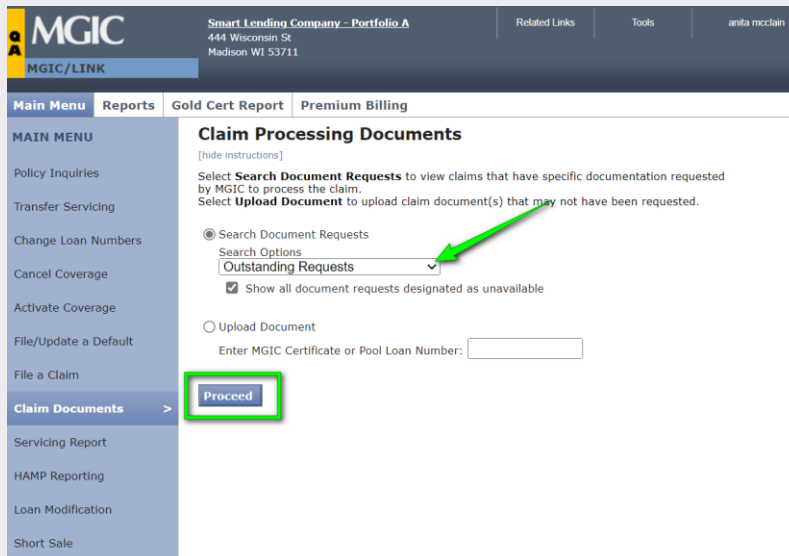 QA
MGIC
MGIC/LINK
Smart Lending Company - Portfolio A
444 Wisconsin St
Madison WI 53711
Related Links
Tools
anita mcclain
Main Menu
Reports
Gold Cert Report
Premium Billing
MAIN MENU
Policy Inquiries
Transfer Servicing
Change Loan Numbers
Cancel Coverage
Activate Coverage
File/Update a Default
File a Claim
Claim Documents >
Servicing Report
HAMP Reporting
Loan Modification
Short Sale
Claim Processing Documents
[hide instructions]
Select Search Document Requests to view claims that have specific documentation requested
by MGIC to process the claim.
Select Upload Document to upload claim document(s) that may not have been requested.
Search Document Requests
Search Options
Outstanding Requests
Show all document requests designated as unavailable
Upload Document
Enter MGIC Certificate or Pool Loan Number:
Proceed